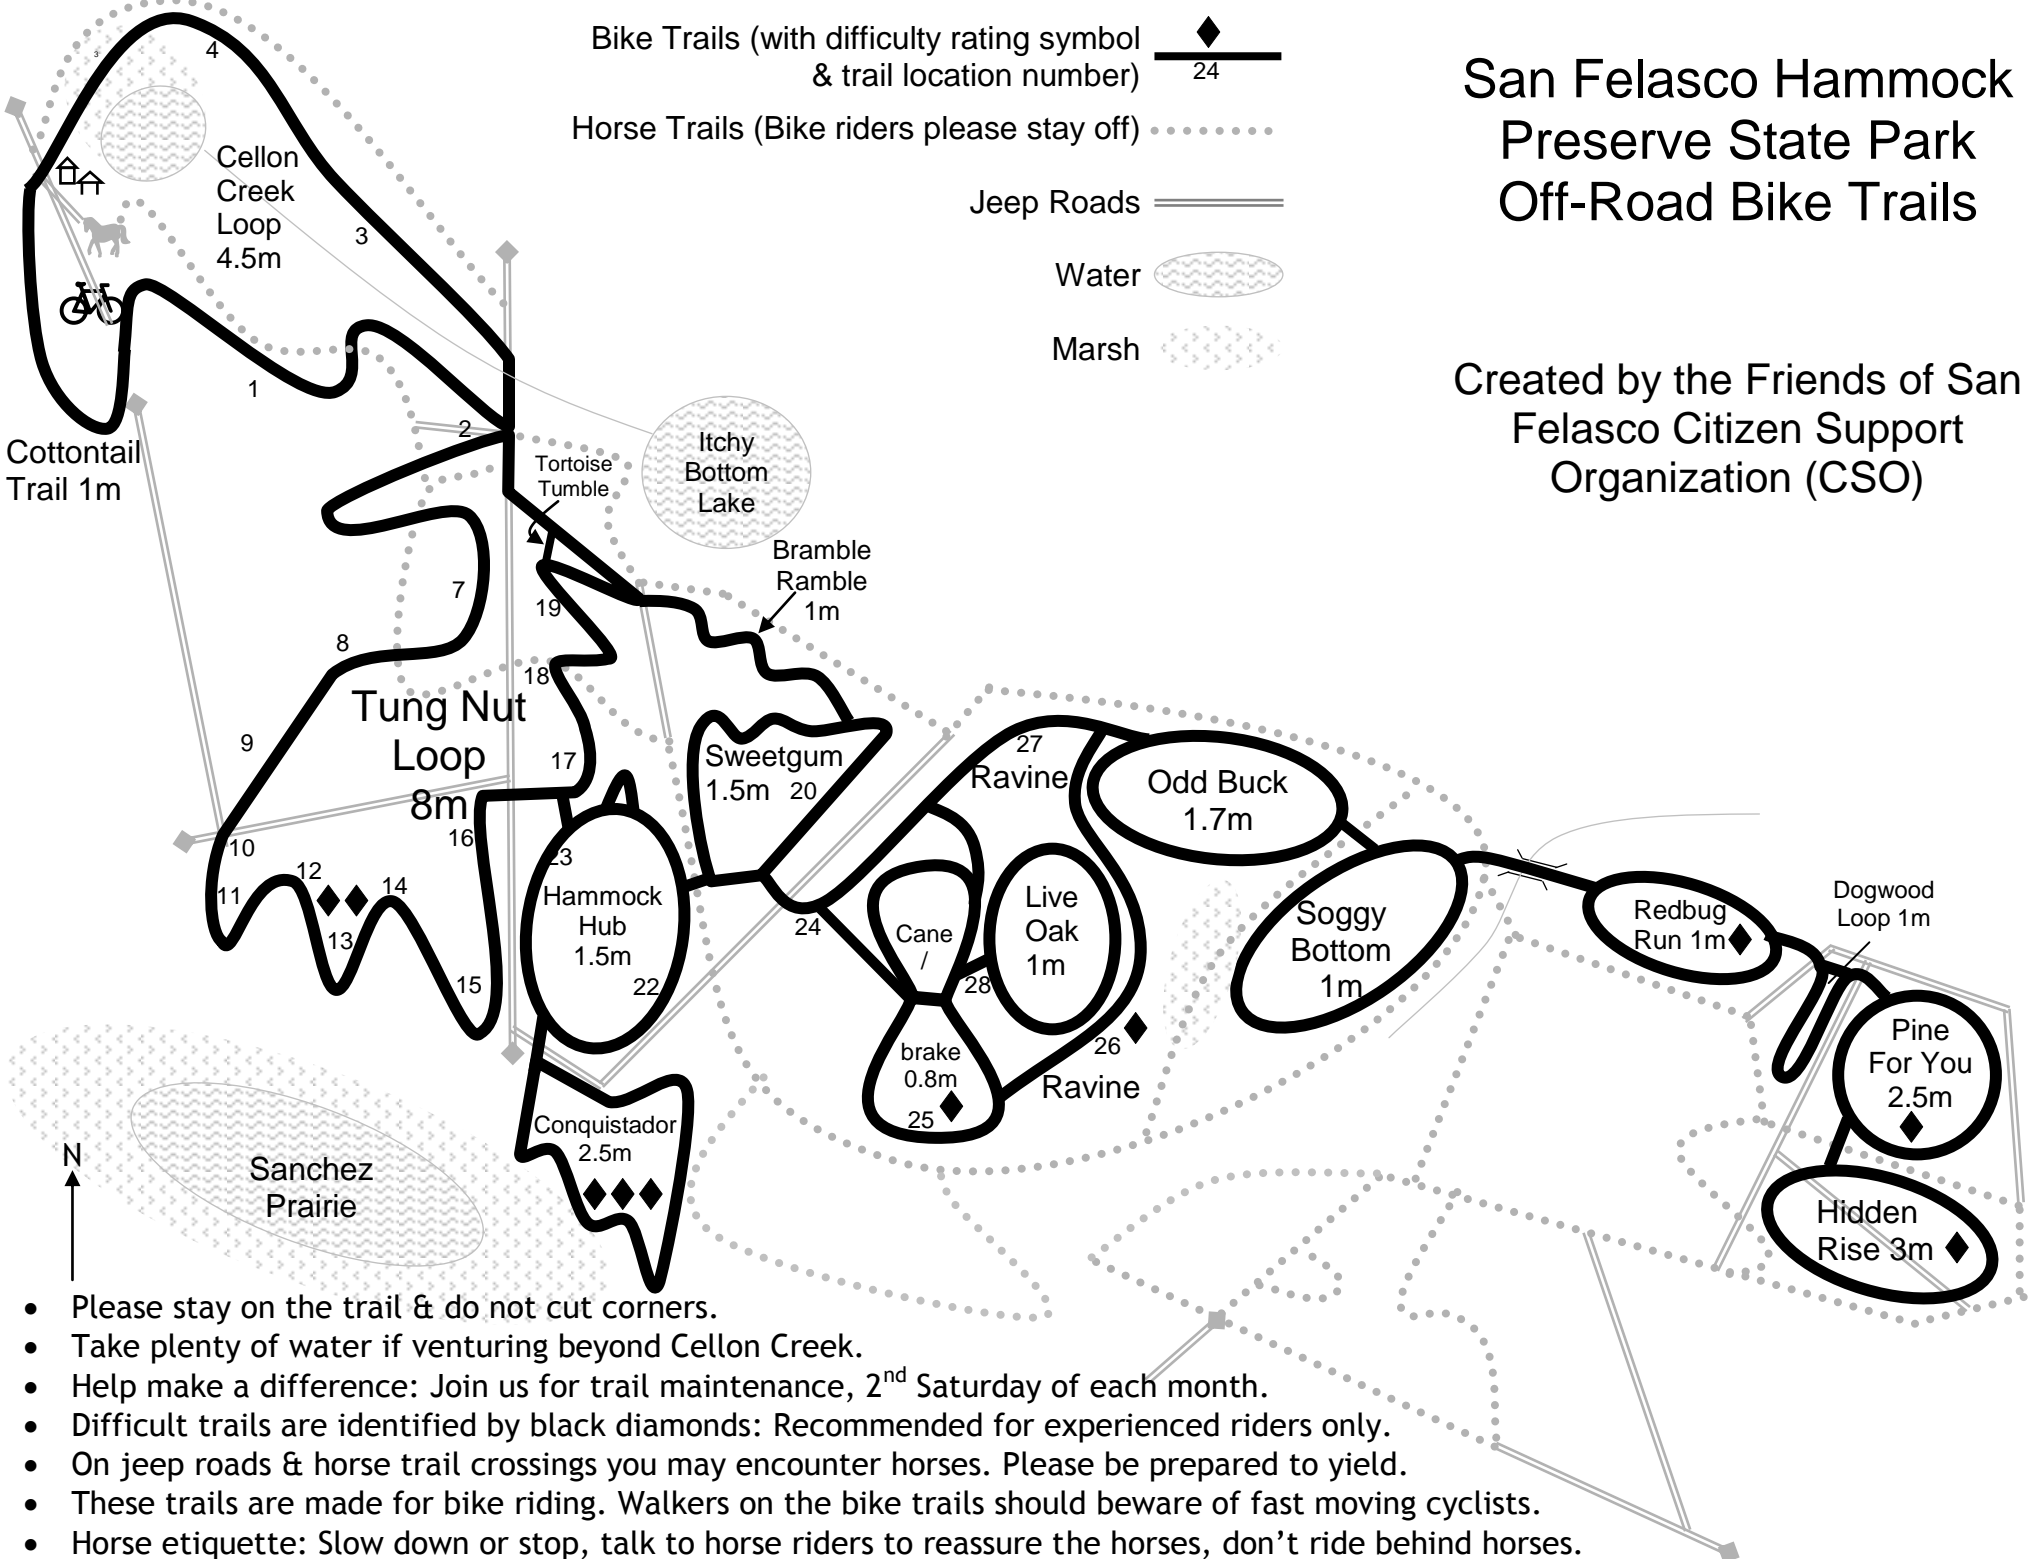 Bike Trails (with difficulty rating symbol
& trail location number)
24
Horse Trails (Bike riders please stay off)
Jeep Roads
Water
Marsh
San Felasco Hammock
Preserve State Park
Off-Road Bike Trails
Created by the Friends of San
Felasco Citizen Support
Organization (CSO)
3
4
Cellon
Creek
Loop
4.5m
3
1
2
Cottontail
Trail 1m
Tortoise
Tumble
Itchy
Bottom
Lake
Bramble
Ramble
1m
7
19
8
18
Tung Nut
Loop
8m
9
17
16
10
11
12
13
14
15
Sweetgum
1.5m
20
23
Hammock
Hub
1.5m
22
24
27
Ravine
Odd Buck
1.7m
Cane
/
brake
0.8m
25
28
Live
Oak
1m
26
Ravine
Soggy
Bottom
1m
Redbug
Run 1m
Dogwood
Loop 1m
Pine
For You
2.5m
Hidden
Rise 3m
Conquistador
2.5m
Sanchez
Prairie
N
• Please stay on the trail & do not cut corners.
• Take plenty of water if venturing beyond Cellon Creek.
• Help make a difference: Join us for trail maintenance, 2nd Saturday of each month.
• Difficult trails are identified by black diamonds: Recommended for experienced riders only.
• On jeep roads & horse trail crossings you may encounter horses. Please be prepared to yield.
• These trails are made for bike riding. Walkers on the bike trails should beware of fast moving cyclists.
• Horse etiquette: Slow down or stop, talk to horse riders to reassure the horses, don’t ride behind horses.